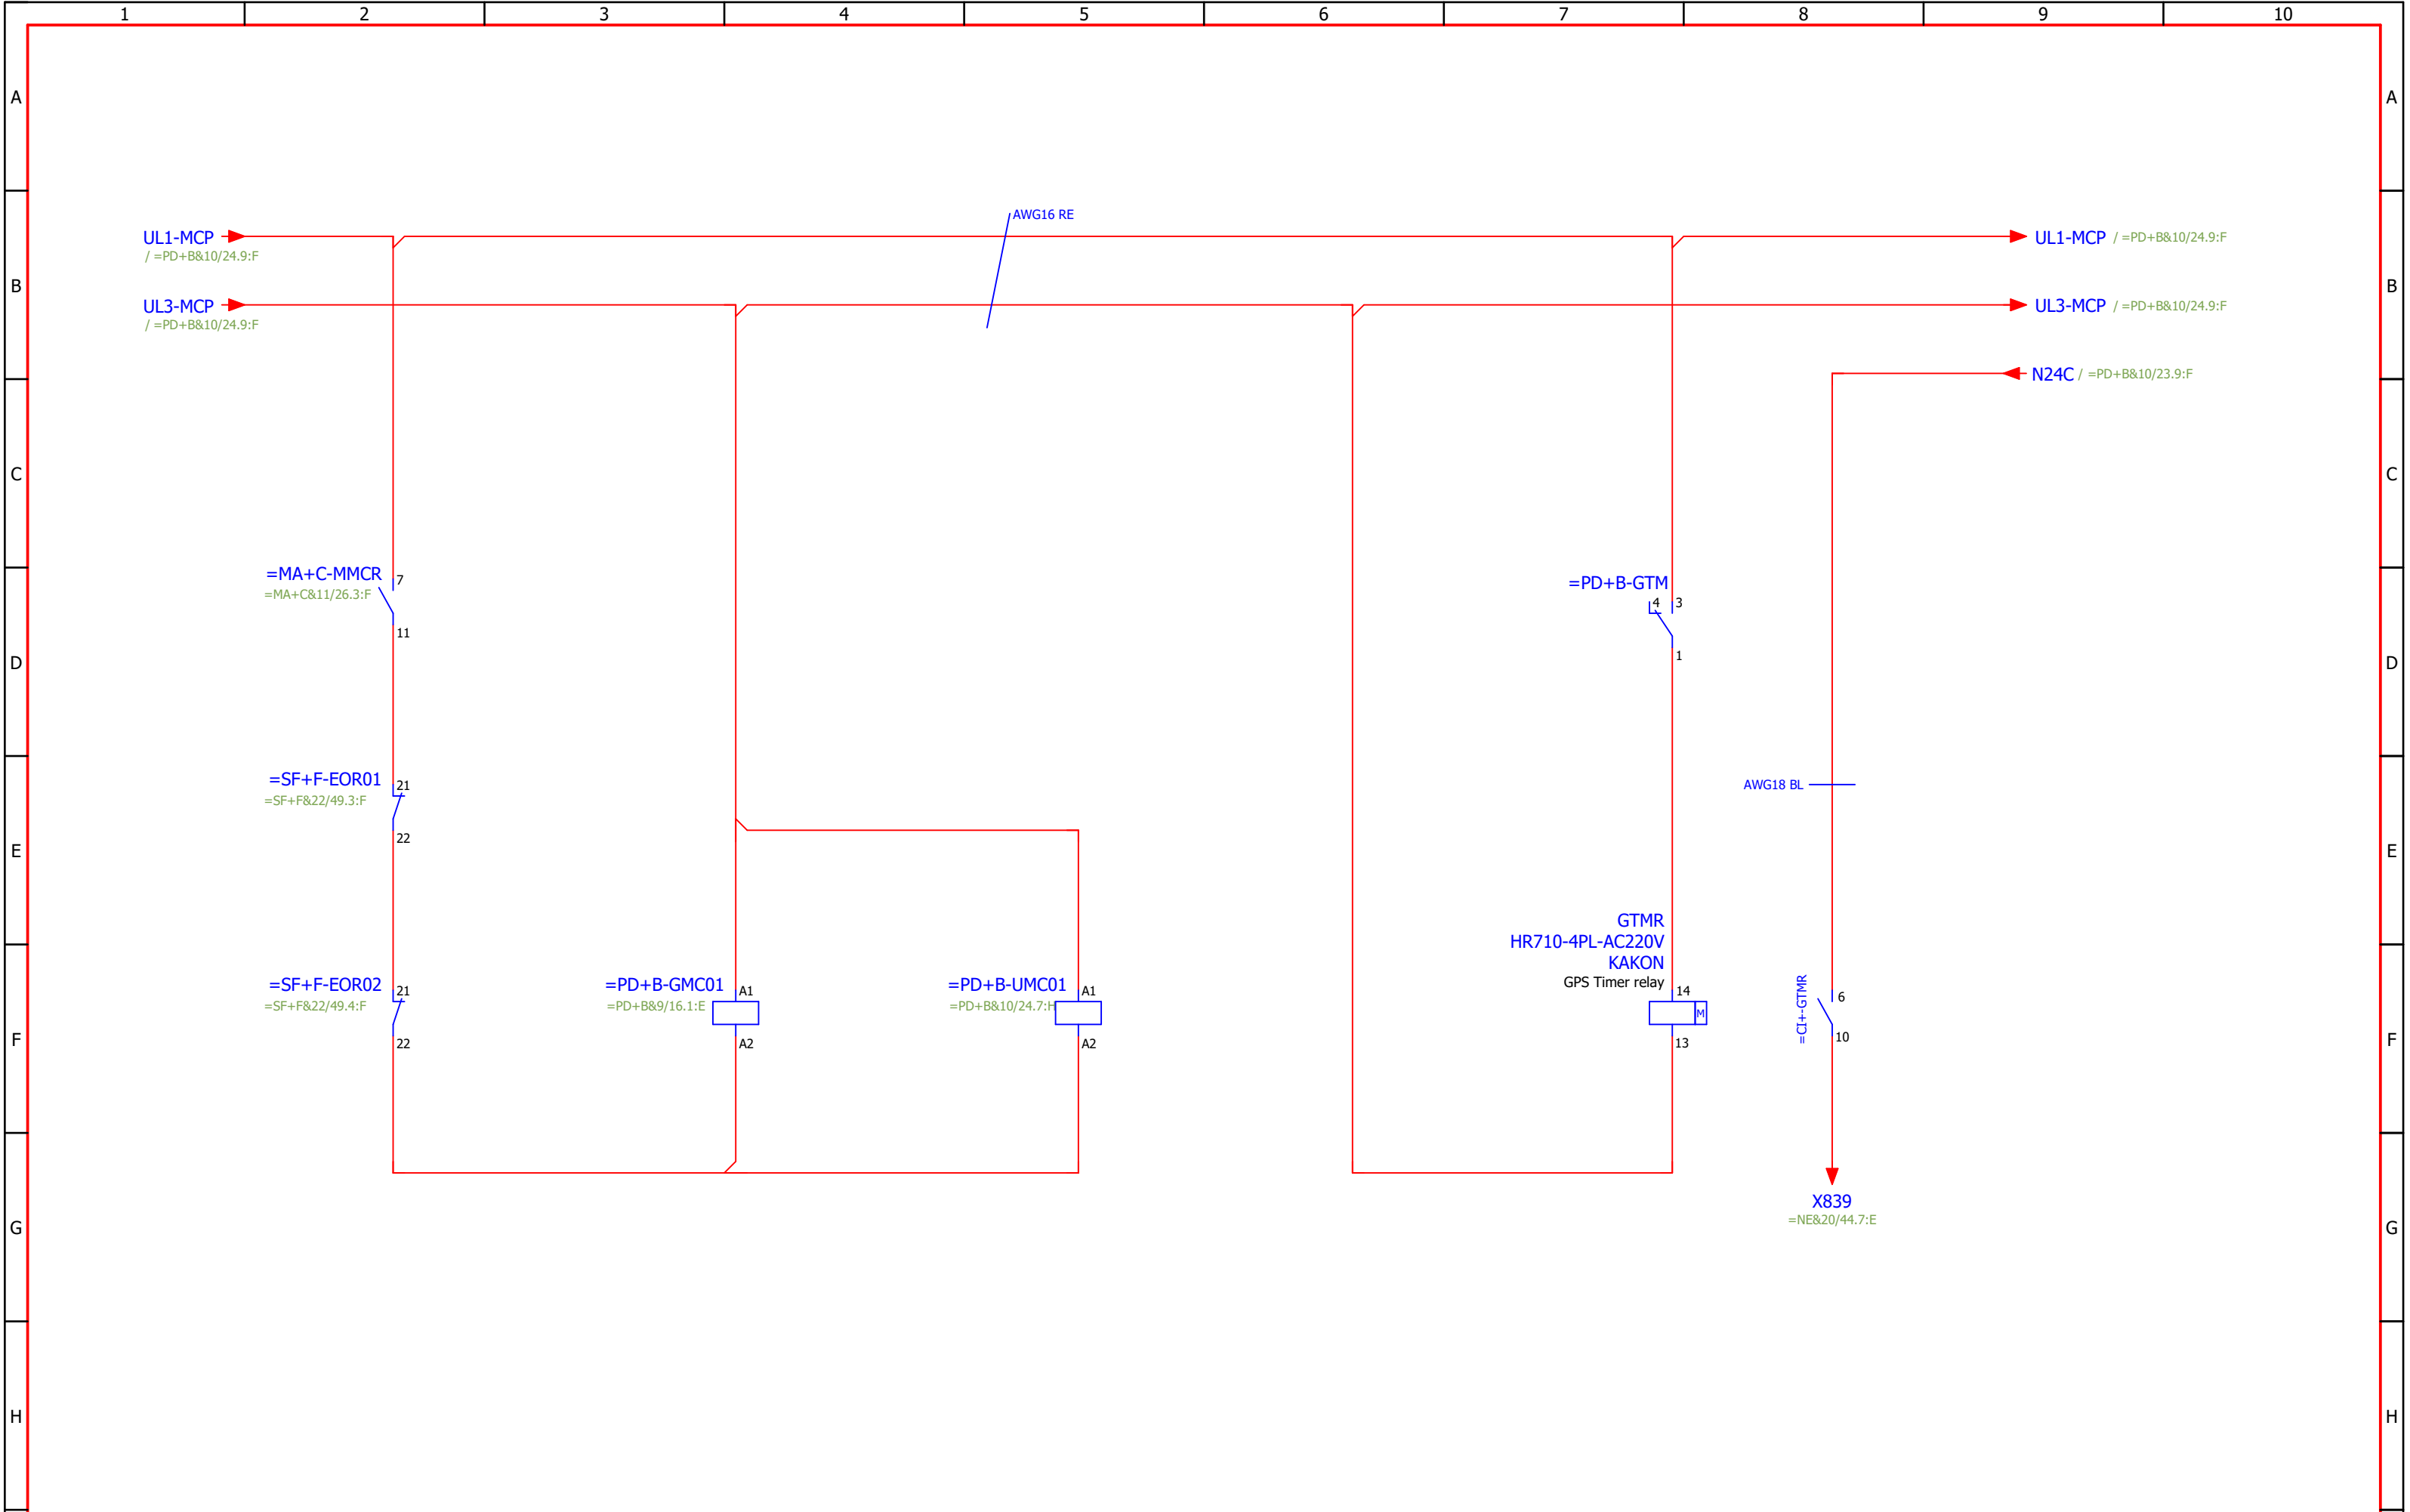 1 2 3 4 5 6 7 8 9 10
A A
AWG16 RE
UL1-MCP UL1-MCP / =PD+B&10/24.9:F
/ =PD+B&10/24.9:F
B B
UL3-MCP UL3-MCP / =PD+B&10/24.9:F
/ =PD+B&10/24.9:F
N24C / =PD+B&10/23.9:F
C C
=MA+C-MMCR 7 =PD+B-GTM
=MA+C&11/26.3:F 4 3
11
1
D D
=SF+F-EOR01 21 AWG18 BL
=SF+F&22/49.3:F
22
E E
GTMR
HR710-4PL-AC220V
KAKON
GPS Timer relay
=SF+F-EOR02 21 =PD+B-GMC01 A1 =PD+B-UMC01 A1 14 6
=SF+F&22/49.4:F =PD+B&9/16.1:E =PD+B&10/24.7:H M =CI+-GTMR
22 A2 A2 13 10
F F
X839
=NE&20/44.7:E
G G
H H